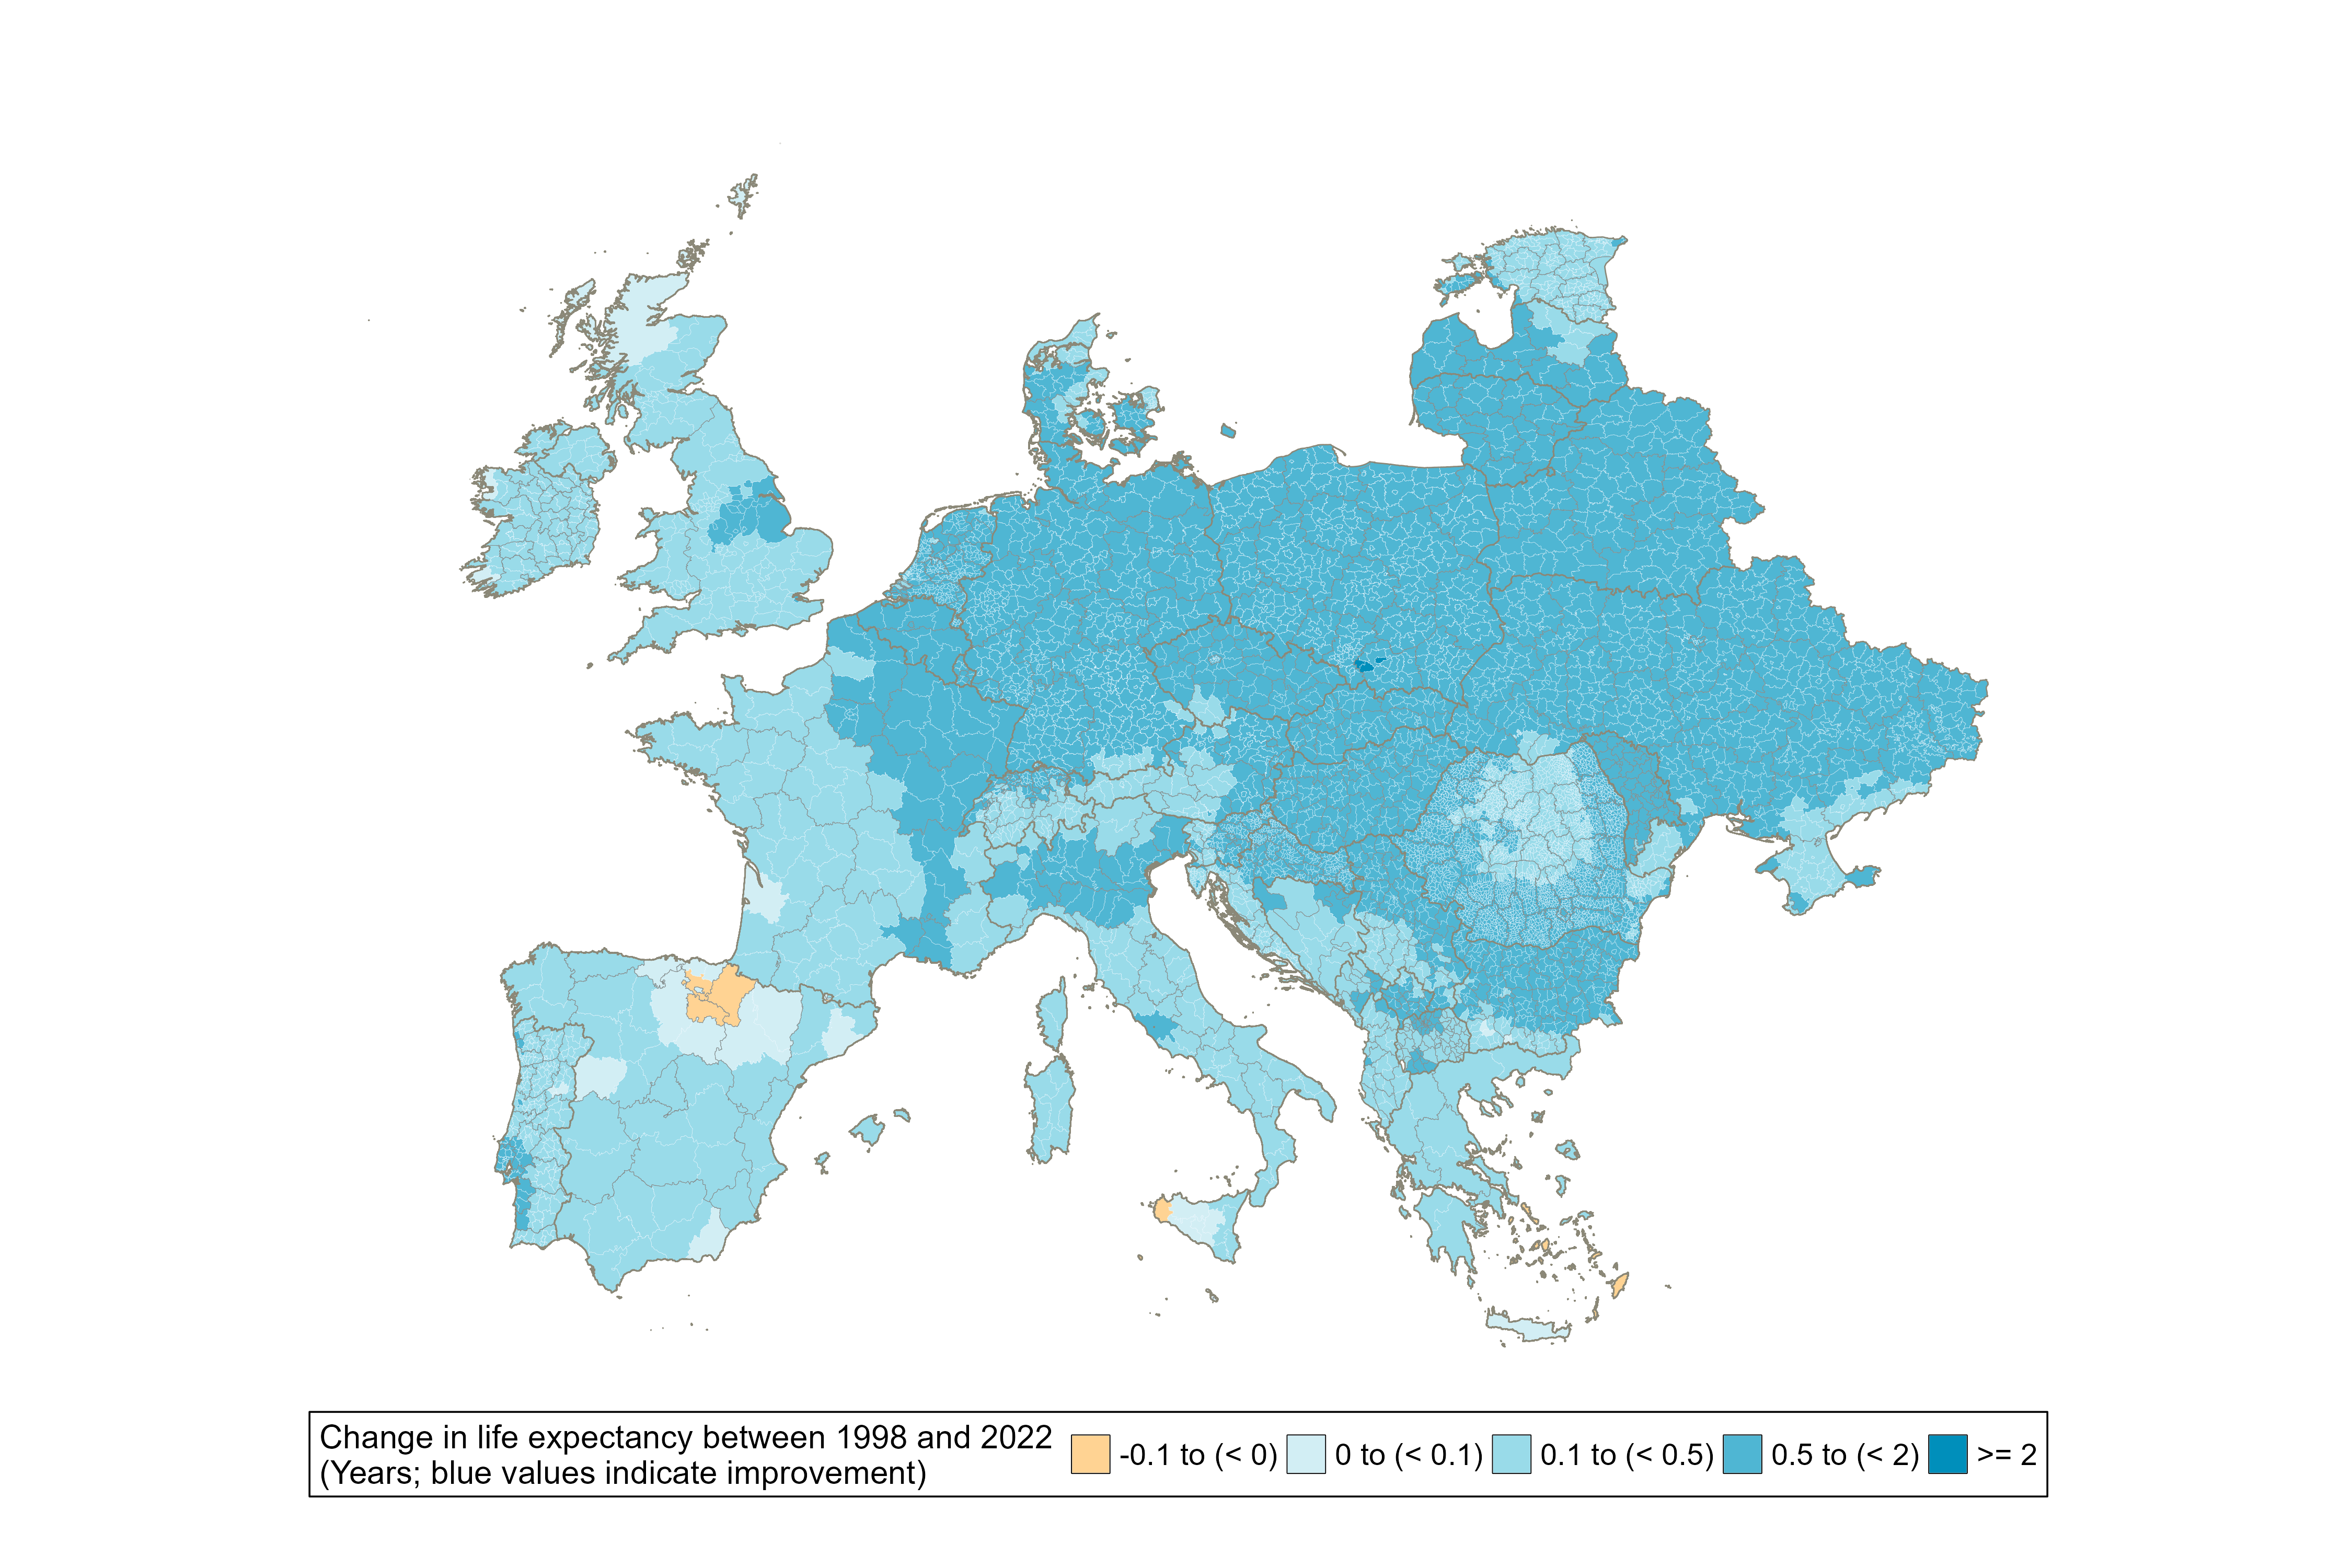 Change in life expectancy between 1998 and 2022
(Years; blue values indicate improvement)
-0.1 to (< 0)
0 to (< 0.1)
0.1 to (< 0.5)
0.5 to (< 2)
>= 2